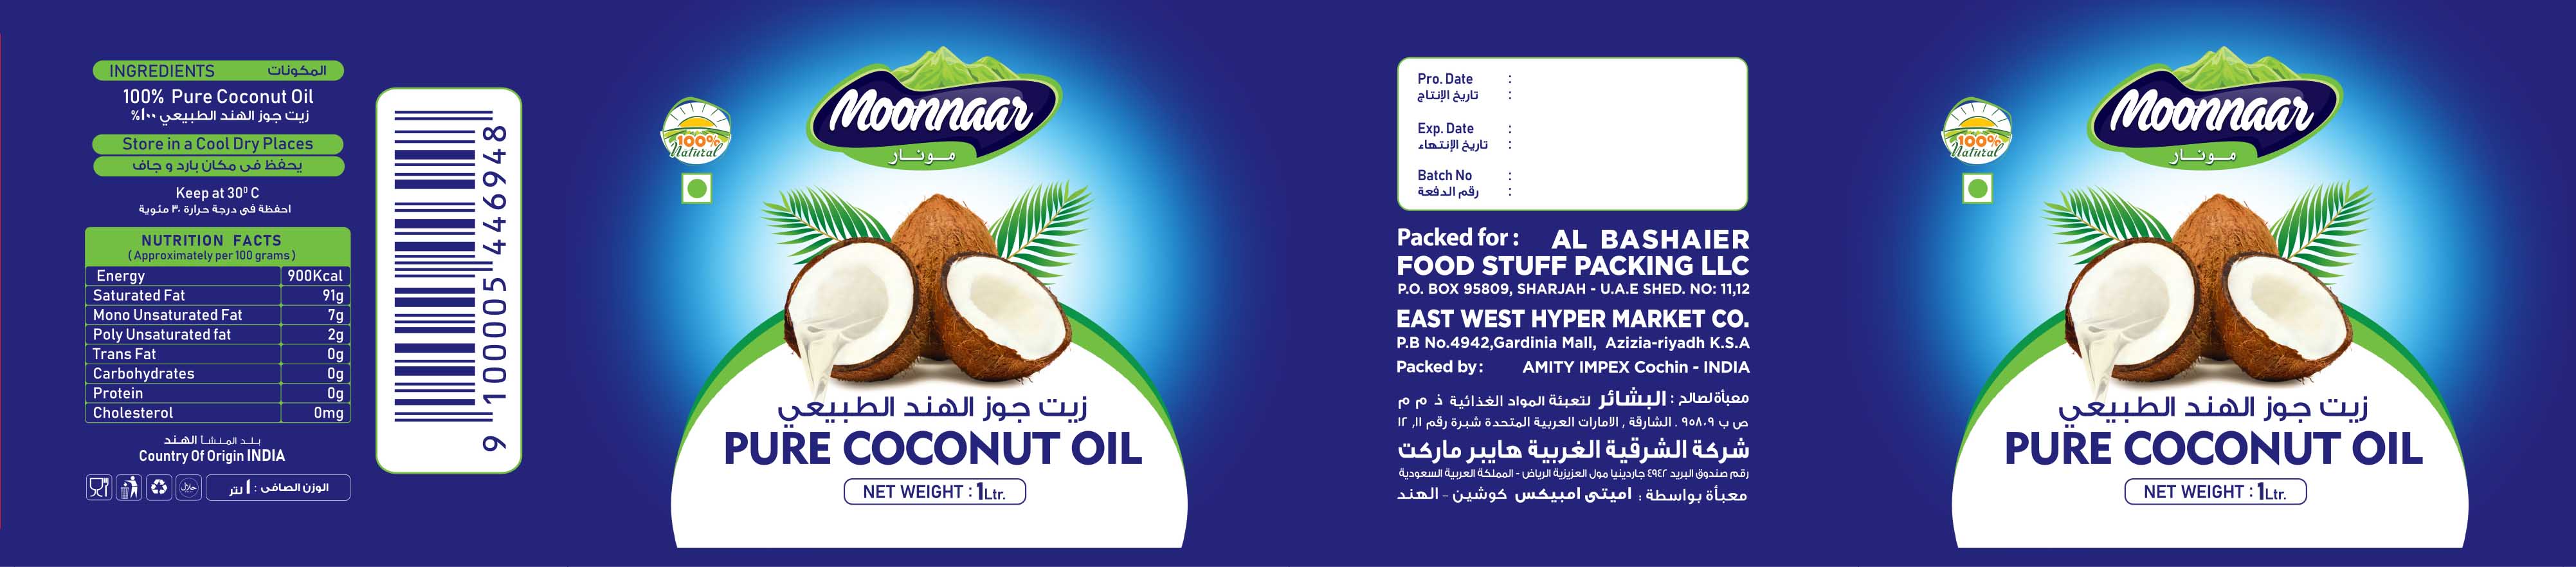 INGREDIENTS المكونات
100% Pure Coconut Oil
زيت جوز الهند الطبيعي ١٠٠%
Store in a Cool Dry Places
يحفظ في مكان بارد و جاف
Keep at 30⁰ C
احفظة في درجة حرارة ٣٠ مئوية
NUTRITION FACTS
( Approximately per 100 grams )
Energy 900Kcal
Saturated Fat 91g
Mono Unsaturated Fat 7g
Poly Unsaturated fat 2g
Trans Fat 0g
Carbohydrates 0g
Protein 0g
Cholesterol 0mg
بلد المنشأ الهند
Country Of Origin INDIA
حلال
الوزن الصافى : ١ لتر
9 100005 446948
100%
Natural
Moonnaar
مونار
زيت جوز الهند الطبيعي
PURE COCONUT OIL
NET WEIGHT : 1Ltr.
Pro. Date :
تاريخ الإنتاج :
Exp. Date :
تاريخ الإنتهاء :
Batch No :
رقم الدفعة :
Packed for : AL BASHAIER
FOOD STUFF PACKING LLC
P.O. BOX 95809, SHARJAH - U.A.E SHED. NO: 11,12
EAST WEST HYPER MARKET CO.
P.B No.4942,Gardinia Mall, Azizia-riyadh K.S.A
Packed by : AMITY IMPEX Cochin - INDIA
معبأة لصالح : البشائر لتعبئة المواد الغذائية ذ م م
ص ب ٩٥٨٠٩ . الشارقة , الامارات العربية المتحدة شبرة رقم ١١, ١٢
شركة الشرقية الغربية هايبر ماركت
رقم صندوق البريد ٤٩٤٢ جاردينيا مول العزيزية الرياض - المملكة العربية السعودية
معبأة بواسطة : اميتى امبيكس كوشين - الهند
100%
Natural
Moonnaar
مونار
زيت جوز الهند الطبيعي
PURE COCONUT OIL
NET WEIGHT : 1Ltr.